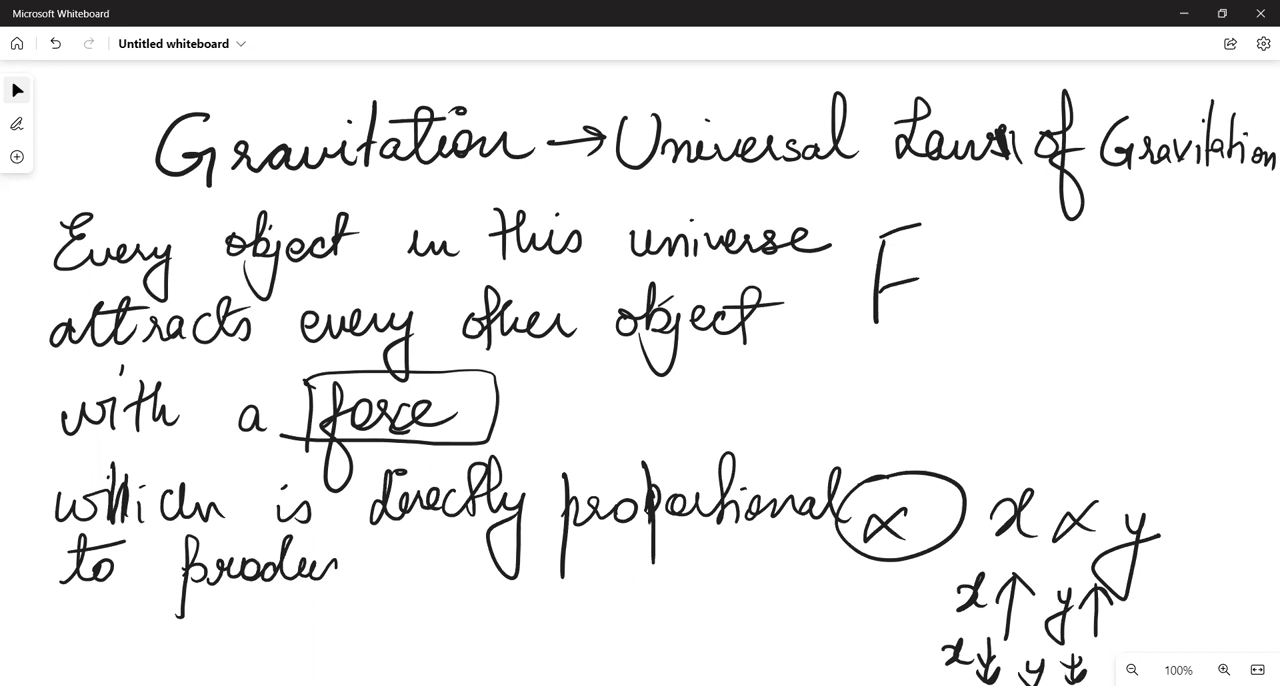 Microsoft Whiteboard
Untitled whiteboard
Gravitation → Universal Law of Gravitation
Every object in this universe
F
attracts every other object
with a force
which is directly proportional ∝ x ∝ y
to produ
x↑ y↑
x↓ y↓
100%